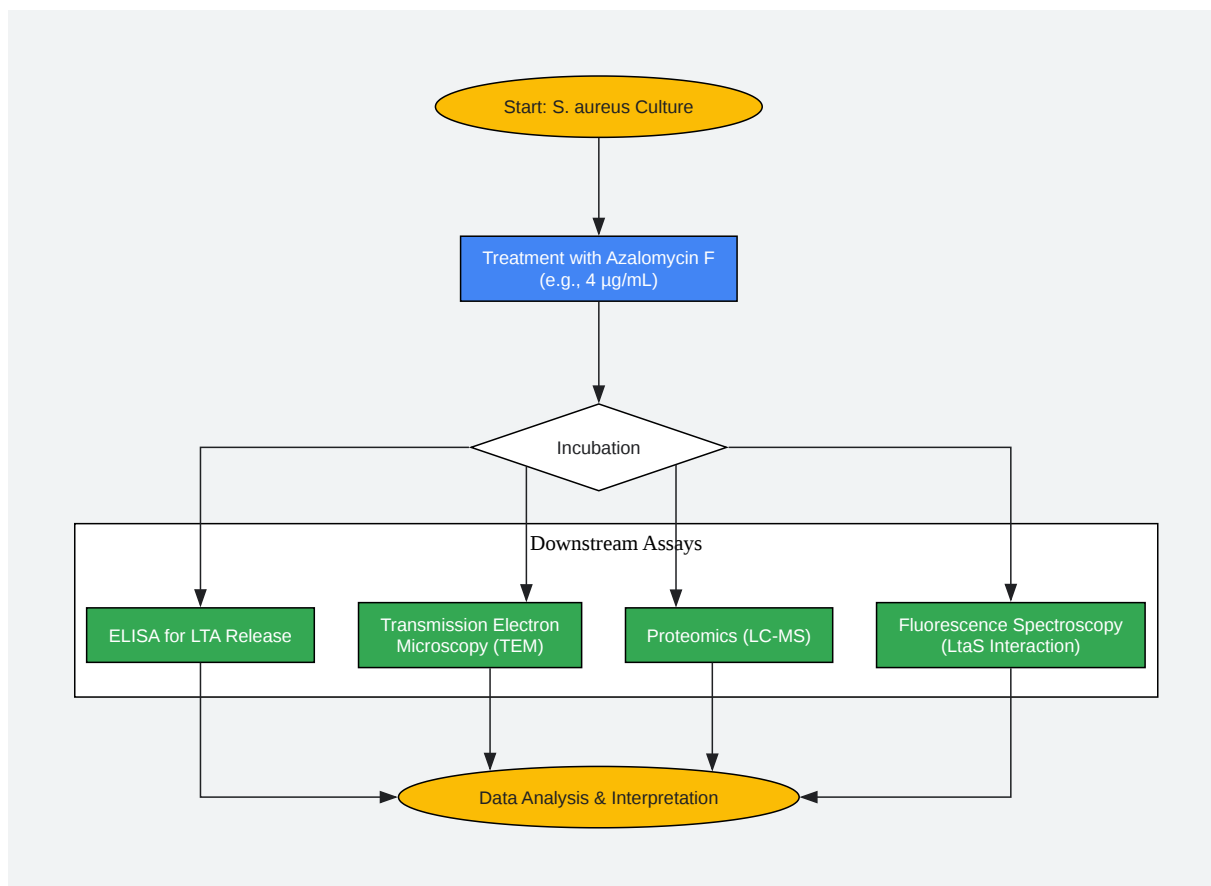 Start: S. aureus Culture
Treatment with Azalomycin F
(e.g., 4 µg/mL)
Incubation
Downstream Assays
ELISA for LTA Release
Transmission Electron
Microscopy (TEM)
Proteomics (LC-MS)
Fluorescence Spectroscopy
(LtaS Interaction)
Data Analysis & Interpretation